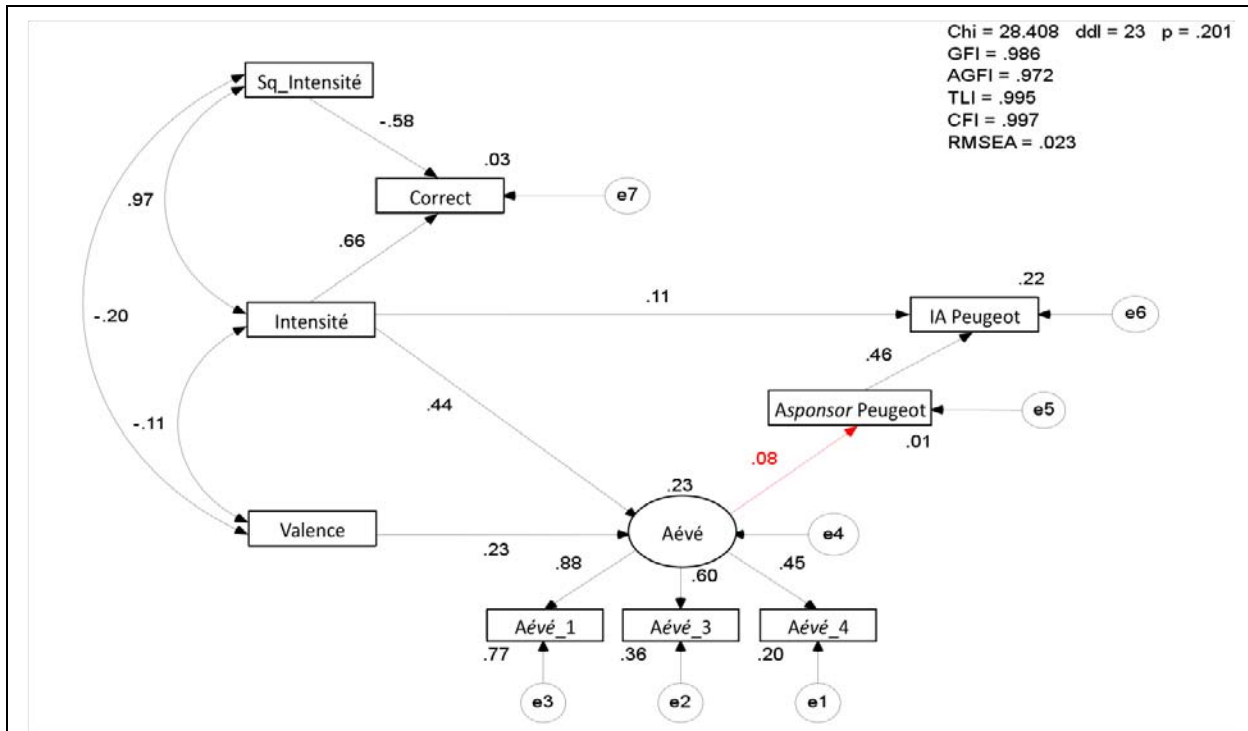 Chi = 28.408 ddl = 23 p = .201
GFI = .986
AGFI = .972
TLI = .995
CFI = .997
RMSEA = .023
Sq_Intensité
-.58
.03
Correct
e7
.97
.66
.22
Intensité
.11
IA Peugeot
e6
-.20
.46
.44
Asponsor Peugeot
e5
-.11
.01
.08
.23
Valence
Aévé
e4
.23
.88
.60
.45
Aévé_1
Aévé_3
Aévé_4
.77
.36
.20
e3
e2
e1